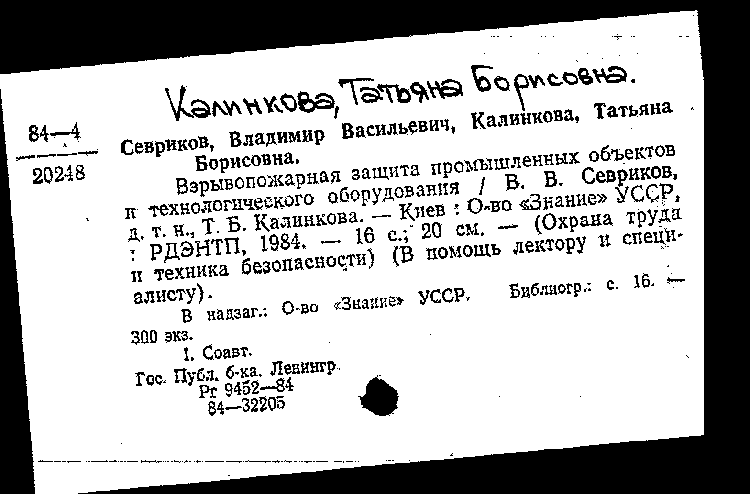 Калинкова, Татьяна Борисовна.
84—4
20248
Севриков, Владимир Васильевич, Калинкова, Татьяна
Борисовна.
Взрывопожарная защита промышленных объектов
и технологического оборудования / В. В. Севриков,
д. т. н., Т. Б. Калинкова. — Киев : О-во «Знание» УССР,
: РДЭНТП, 1984. — 16 с.; 20 см. — (Охрана труда
и техника безопасности) (В помощь лектору и специ-
алисту).
В надзаг.: О-во «Знание» УССР. Библиогр.: с. 16. —
300 экз.
I. Соавт.
Гос. Публ. б-ка. Ленингр.
Рг 9452—84
84—32205